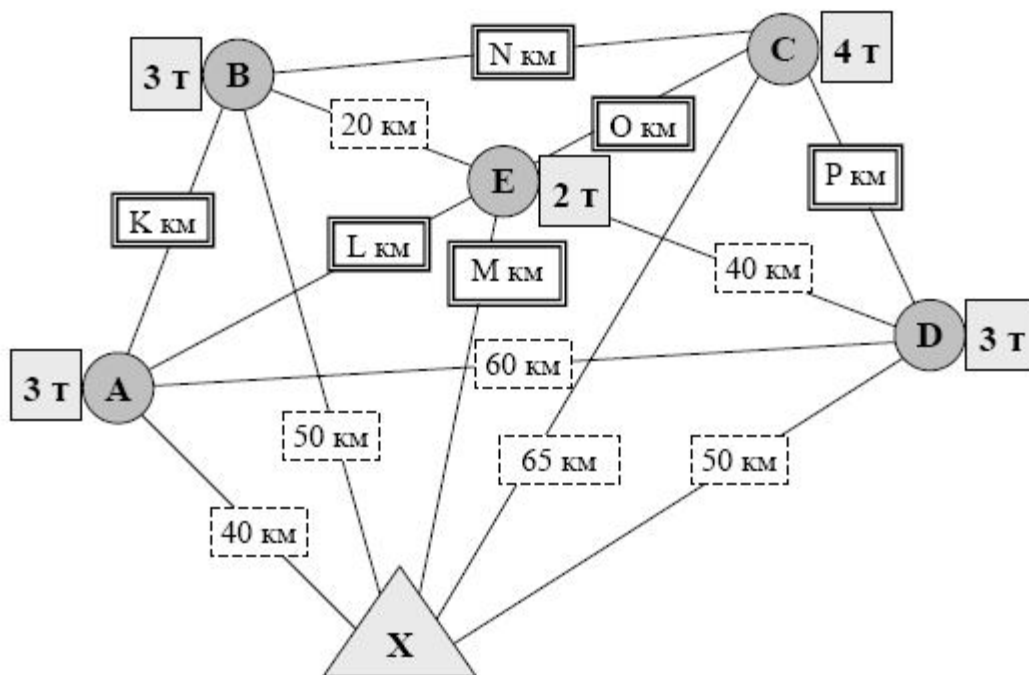 N км
C
4 т
3 т
B
20 км
O км
E
2 т
P км
K км
L км
M км
40 км
D
3 т
3 т
A
60 км
50 км
65 км
50 км
40 км
X